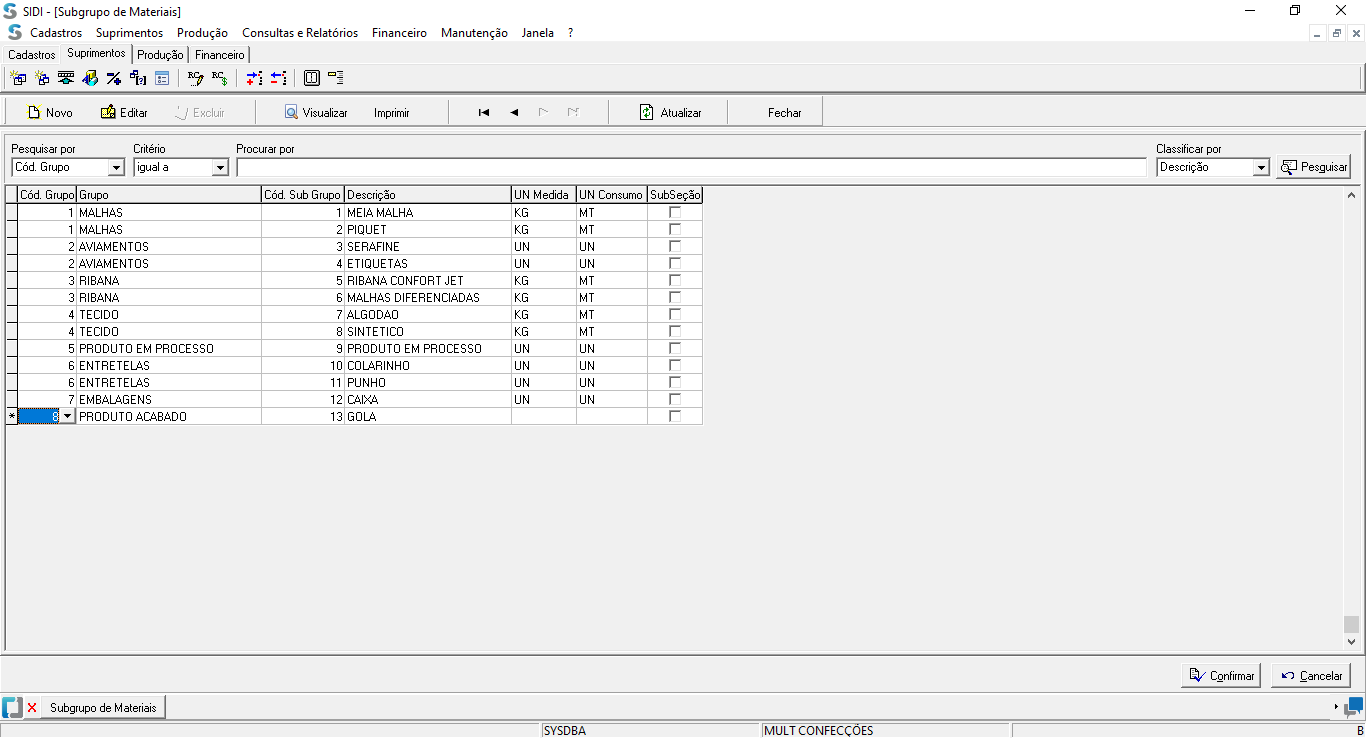 SIDI - [Subgrupo de Materiais]
Cadastros Suprimentos Produção Consultas e Relatórios Financeiro Manutenção Janela ?
Cadastros Suprimentos Produção Financeiro
Novo Editar Excluir Visualizar Imprimir Atualizar Fechar
Pesquisar por Critério Procurar por Classificar por
Cód. Grupo igual a Descrição Pesquisar
Cód. Grupo Grupo Cód. Sub Grupo Descrição UN Medida UN Consumo SubSeção
1 MALHAS 1 MEIA MALHA KG MT
1 MALHAS 2 PIQUET KG MT
2 AVIAMENTOS 3 SERAFINE UN UN
2 AVIAMENTOS 4 ETIQUETAS UN UN
3 RIBANA 5 RIBANA CONFORT JET KG MT
3 RIBANA 6 MALHAS DIFERENCIADAS KG MT
4 TECIDO 7 ALGODAO KG MT
4 TECIDO 8 SINTETICO KG MT
5 PRODUTO EM PROCESSO 9 PRODUTO EM PROCESSO UN UN
6 ENTRETELAS 10 COLARINHO UN UN
6 ENTRETELAS 11 PUNHO UN UN
7 EMBALAGENS 12 CAIXA UN UN
* 8 PRODUTO ACABADO 13 GOLA
Confirmar Cancelar
Subgrupo de Materiais
SYSDBA MULT CONFECÇÕES B